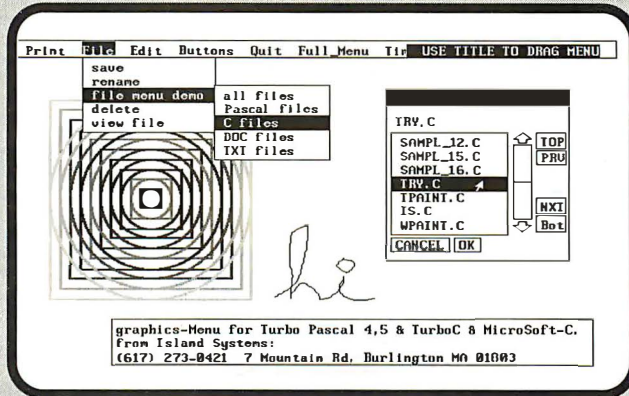 Print File Edit Buttons Quit Full_Menu Tir USE TITLE TO DRAG MENU
save
rename
file menu demo
delete
view file
all files
Pascal files
C files
DOC files
TXT files
TRY.C
SAMPL_12.C
SAMPL_15.C
SAMPL_16.C
TRY.C
TPAINT.C
IS.C
WPAINT.C
TOP
PRV
NXT
Bot
CANCEL OK
hi
graphics-Menu for Turbo Pascal 4,5 & TurboC & MicroSoft-C.
from Island Systems:
(617) 273-0421 7 Mountain Rd, Burlington MA 01803